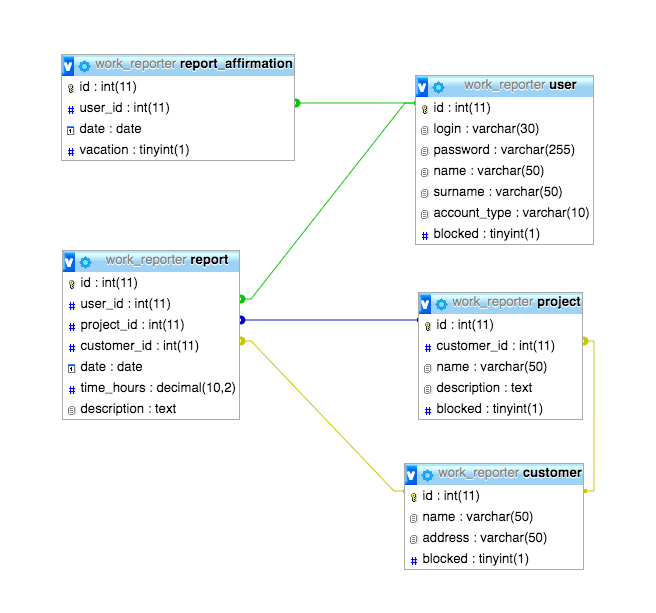 work_reporter report_affirmation
id : int(11)
user_id : int(11)
date : date
vacation : tinyint(1)
work_reporter user
id : int(11)
login : varchar(30)
password : varchar(255)
name : varchar(50)
surname : varchar(50)
account_type : varchar(10)
blocked : tinyint(1)
work_reporter report
id : int(11)
user_id : int(11)
project_id : int(11)
customer_id : int(11)
date : date
time_hours : decimal(10,2)
description : text
work_reporter project
id : int(11)
customer_id : int(11)
name : varchar(50)
description : text
blocked : tinyint(1)
work_reporter customer
id : int(11)
name : varchar(50)
address : varchar(50)
blocked : tinyint(1)